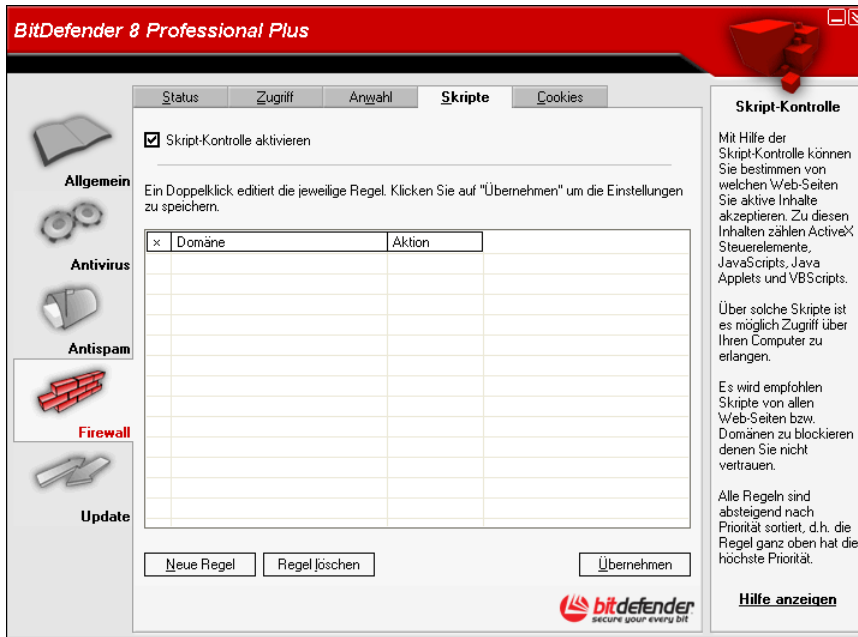 BitDefender 8 Professional Plus
Status
Zugriff
Anwahl
Skripte
Cookies
Allgemein
Antivirus
Antispam
Firewall
Update
Skript-Kontrolle aktivieren
Ein Doppelklick editiert die jeweilige Regel. Klicken Sie auf "Übernehmen" um die Einstellungen
zu speichern.
× Domäne Aktion
Neue Regel
Regel löschen
Übernehmen
bitdefender
secure your every bit
Skript-Kontrolle
Mit Hilfe der
Skript-Kontrolle können
Sie bestimmen von
welchen Web-Seiten
Sie aktive Inhalte
akzeptieren. Zu diesen
Inhalten zählen ActiveX
Steuerelemente,
JavaScripts, Java
Applets und VBScripts.
Über solche Skripte ist
es möglich Zugriff über
Ihren Computer zu
erlangen.
Es wird empfohlen
Skripte von allen
Web-Seiten bzw.
Domänen zu blockieren
denen Sie nicht
vertrauen.
Alle Regeln sind
absteigend nach
Priorität sortiert, d.h. die
Regel ganz oben hat die
höchste Priorität.
Hilfe anzeigen